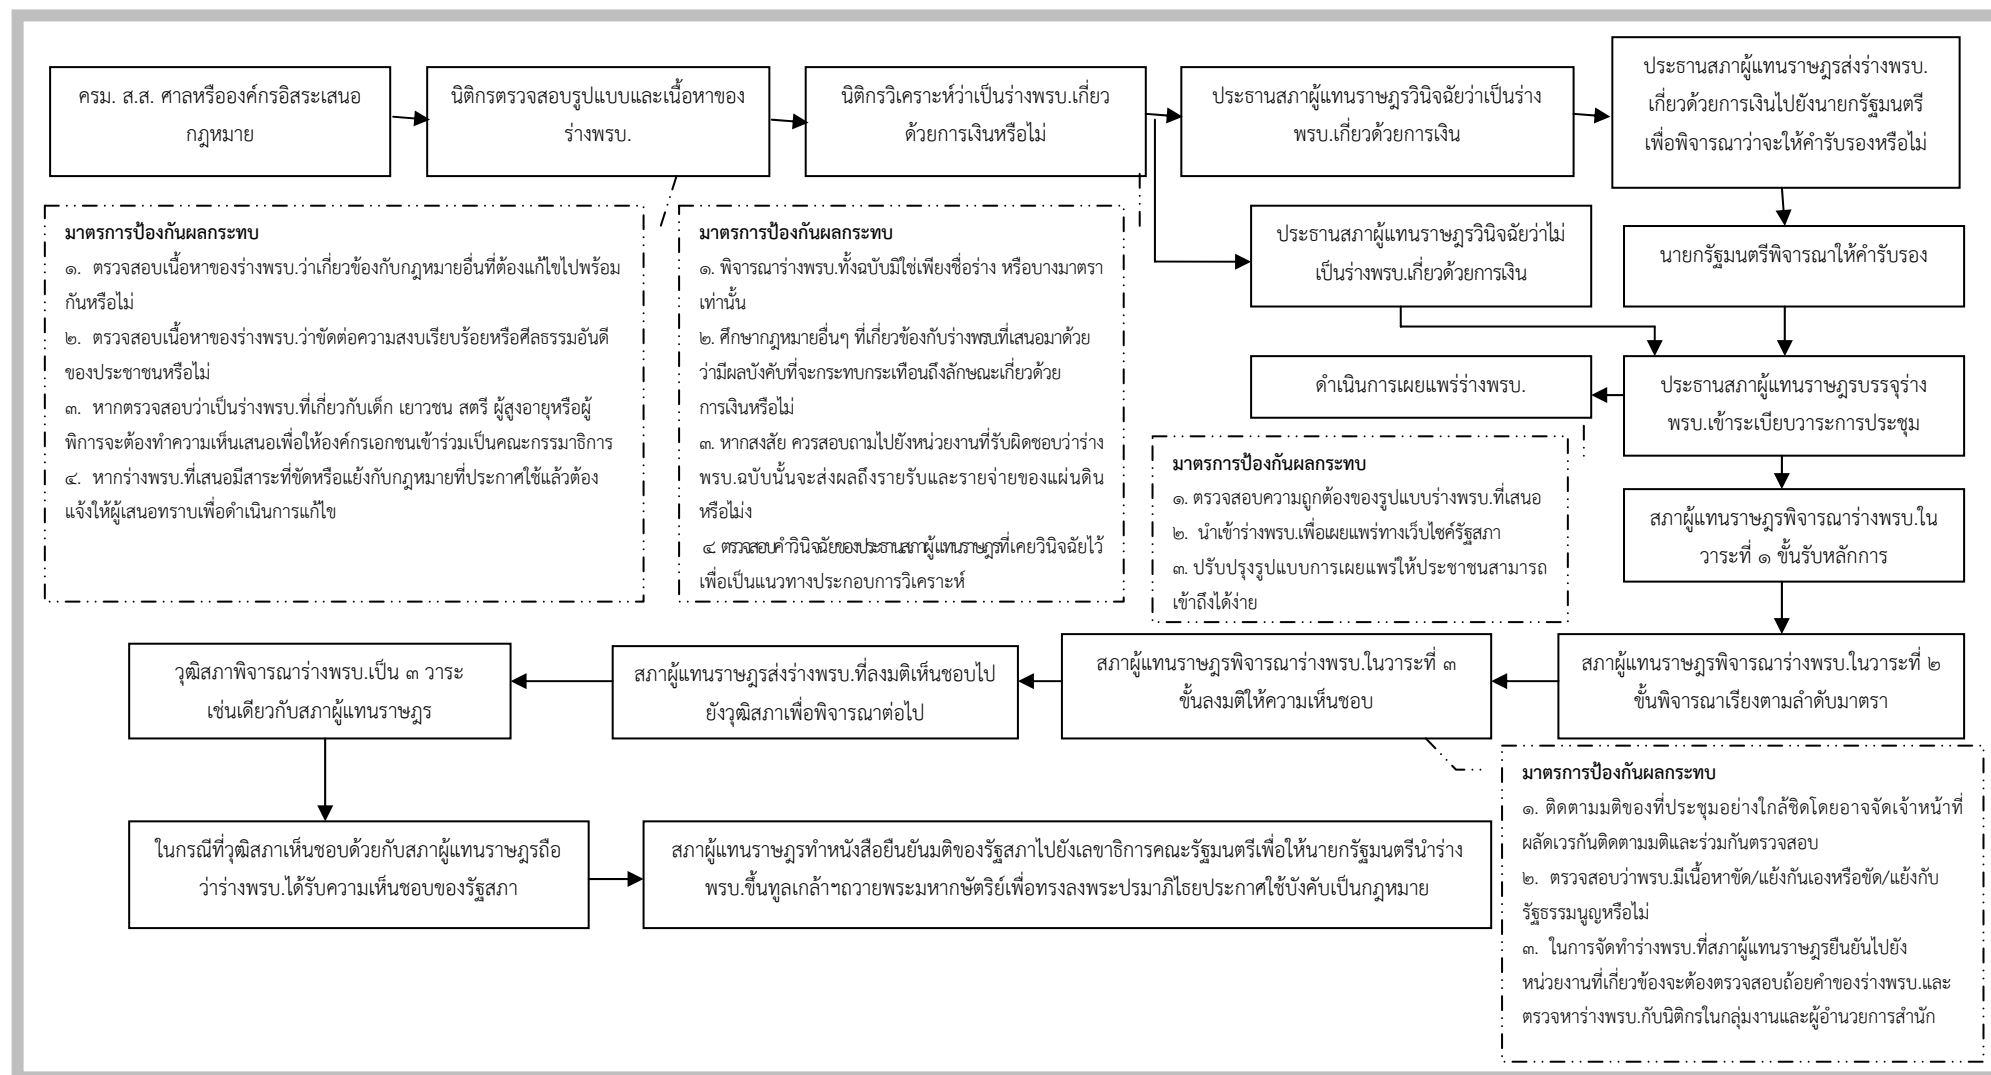 ครม. ส.ส. ศาลหรือองค์กรอิสระเสนอ
กฎหมาย
นิติกรตรวจสอบรูปแบบและเนื้อหาของ
ร่างพรบ.
นิติกรวิเคราะห์ว่าเป็นร่างพรบ.เกี่ยว
ด้วยการเงินหรือไม่
ประธานสภาผู้แทนราษฎรวินิจฉัยว่าเป็นร่าง
พรบ.เกี่ยวด้วยการเงิน
ประธานสภาผู้แทนราษฎรส่งร่างพรบ.
เกี่ยวด้วยการเงินไปยังนายกรัฐมนตรี
เพื่อพิจารณาว่าจะให้คำรับรองหรือไม่
มาตรการป้องกันผลกระทบ
๑. ตรวจสอบเนื้อหาของร่างพรบ.ว่าเกี่ยวข้องกับกฎหมายอื่นที่ต้องแก้ไขไปพร้อม
กันหรือไม่
๒. ตรวจสอบเนื้อหาของร่างพรบ.ว่าขัดต่อความสงบเรียบร้อยหรือศีลธรรมอันดี
ของประชาชนหรือไม่
๓. หากตรวจสอบว่าเป็นร่างพรบ.ที่เกี่ยวกับเด็ก เยาวชน สตรี ผู้สูงอายุหรือผู้
พิการจะต้องทำความเห็นเสนอเพื่อให้องค์กรเอกชนเข้าร่วมเป็นคณะกรรมาธิการ
๔. หากร่างพรบ.ที่เสนอมีสาระที่ขัดหรือแย้งกับกฎหมายที่ประกาศใช้แล้วต้อง
แจ้งให้ผู้เสนอทราบเพื่อดำเนินการแก้ไข
มาตรการป้องกันผลกระทบ
๑. พิจารณาร่างพรบ.ทั้งฉบับมิใช่เพียงชื่อร่าง หรือบางมาตรา
เท่านั้น
๒. ศึกษากฎหมายอื่นๆ ที่เกี่ยวข้องกับร่างพรบที่เสนอมาด้วย
ว่ามีผลบังคับที่จะกระทบกระเทือนถึงลักษณะเกี่ยวด้วย
การเงินหรือไม่
๓. หากสงสัย ควรสอบถามไปยังหน่วยงานที่รับผิดชอบว่าร่าง
พรบ.ฉบับนั้นจะส่งผลถึงรายรับและรายจ่ายของแผ่นดิน
หรือไม่ง
๔ ตรวจสอบคำวินิจฉัยของประธานสภาผู้แทนราษฎรที่เคยวินิจฉัยไว้
เพื่อเป็นแนวทางประกอบการวิเคราะห์
ประธานสภาผู้แทนราษฎรวินิจฉัยว่าไม่
เป็นร่างพรบ.เกี่ยวด้วยการเงิน
นายกรัฐมนตรีพิจารณาให้คำรับรอง
ดำเนินการเผยแพร่ร่างพรบ.
ประธานสภาผู้แทนราษฎรบรรจุร่าง
พรบ.เข้าระเบียบวาระการประชุม
มาตรการป้องกันผลกระทบ
๑. ตรวจสอบความถูกต้องของรูปแบบร่างพรบ.ที่เสนอ
๒. นำเข้าร่างพรบ.เพื่อเผยแพร่ทางเว็บไซค์รัฐสภา
๓. ปรับปรุงรูปแบบการเผยแพร่ให้ประชาชนสามารถ
เข้าถึงได้ง่าย
สภาผู้แทนราษฎรพิจารณาร่างพรบ.ใน
วาระที่ ๑ ขั้นรับหลักการ
สภาผู้แทนราษฎรพิจารณาร่างพรบ.ในวาระที่ ๒
ขั้นพิจารณาเรียงตามลำดับมาตรา
สภาผู้แทนราษฎรพิจารณาร่างพรบ.ในวาระที่ ๓
ขั้นลงมติให้ความเห็นชอบ
สภาผู้แทนราษฎรส่งร่างพรบ.ที่ลงมติเห็นชอบไป
ยังวุฒิสภาเพื่อพิจารณาต่อไป
วุฒิสภาพิจารณาร่างพรบ.เป็น ๓ วาระ
เช่นเดียวกับสภาผู้แทนราษฎร
มาตรการป้องกันผลกระทบ
๑. ติดตามมติของที่ประชุมอย่างใกล้ชิดโดยอาจจัดเจ้าหน้าที่
ผลัดเวรกันติดตามมติและร่วมกันตรวจสอบ
๒. ตรวจสอบว่าพรบ.มีเนื้อหาขัด/แย้งกันเองหรือขัด/แย้งกับ
รัฐธรรมนูญหรือไม่
๓. ในการจัดทำร่างพรบ.ที่สภาผู้แทนราษฎรยืนยันไปยัง
หน่วยงานที่เกี่ยวข้องจะต้องตรวจสอบถ้อยคำของร่างพรบ.และ
ตรวจหาร่างพรบ.กับนิติกรในกลุ่มงานและผู้อำนวยการสำนัก
ในกรณีที่วุฒิสภาเห็นชอบด้วยกับสภาผู้แทนราษฎรถือ
ว่าร่างพรบ.ได้รับความเห็นชอบของรัฐสภา
สภาผู้แทนราษฎรทำหนังสือยืนยันมติของรัฐสภาไปยังเลขาธิการคณะรัฐมนตรีเพื่อให้นายกรัฐมนตรีนำร่าง
พรบ.ขึ้นทูลเกล้าฯถวายพระมหากษัตริย์เพื่อทรงลงพระปรมาภิไธยประกาศใช้บังคับเป็นกฎหมาย